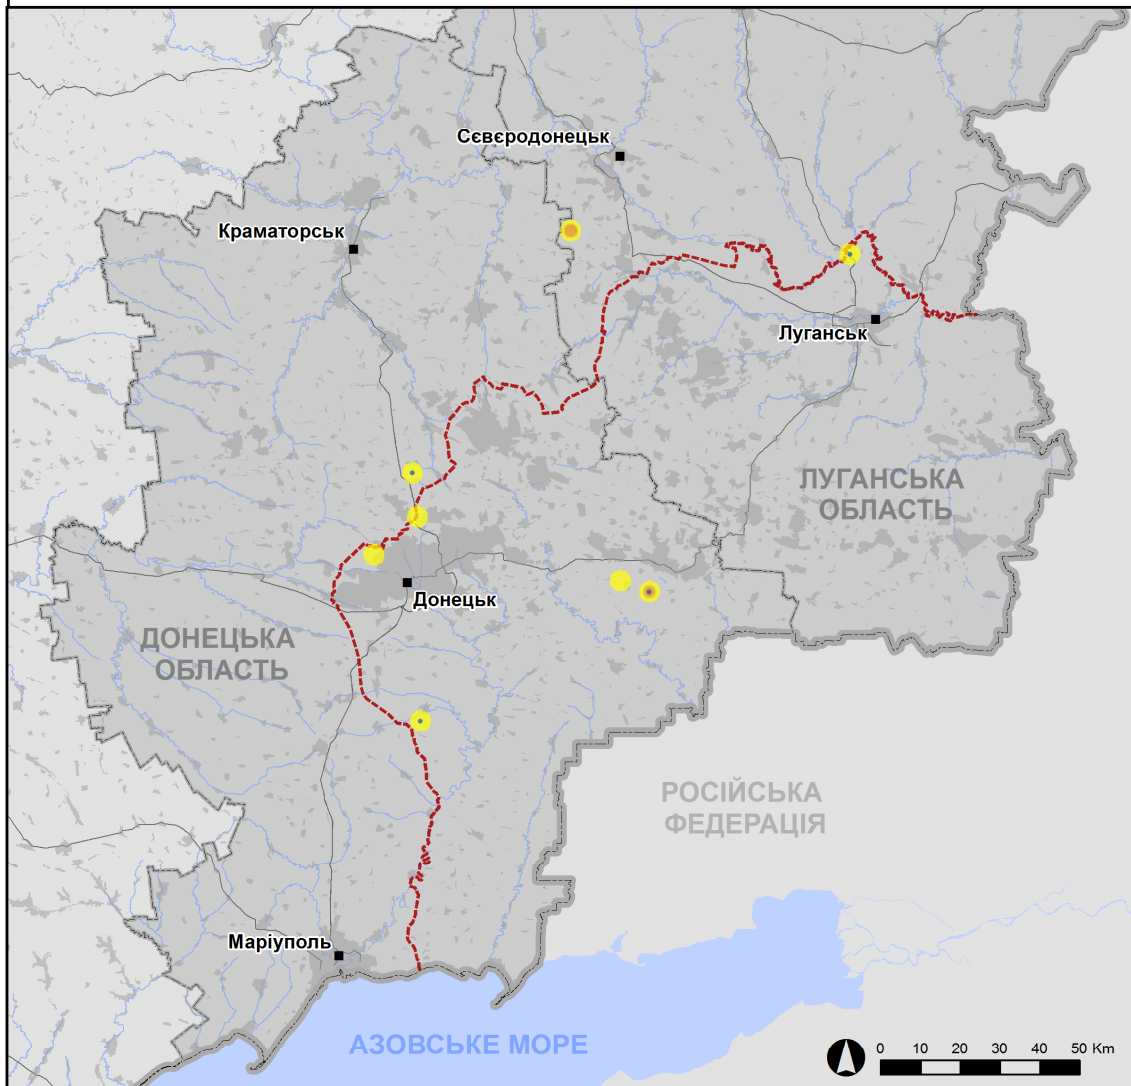 Сєвєродонецьк
Краматорськ
Луганськ
ЛУГАНСЬКА
ОБЛАСТЬ
Донецьк
ДОНЕЦЬКА
ОБЛАСТЬ
РОСІЙСЬКА
ФЕДЕРАЦІЯ
Маріуполь
АЗОВСЬКЕ МОРЕ
0 10 20 30 40 50 Km